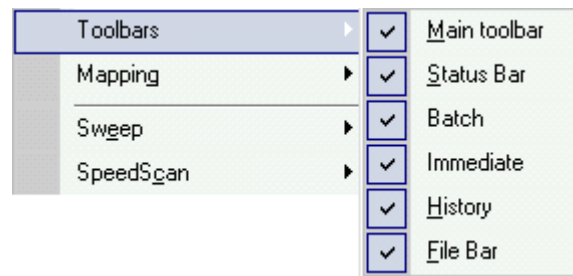 Toolbars
Mapping
Sweep
SpeedScan
Main toolbar
Status Bar
Batch
Immediate
History
File Bar